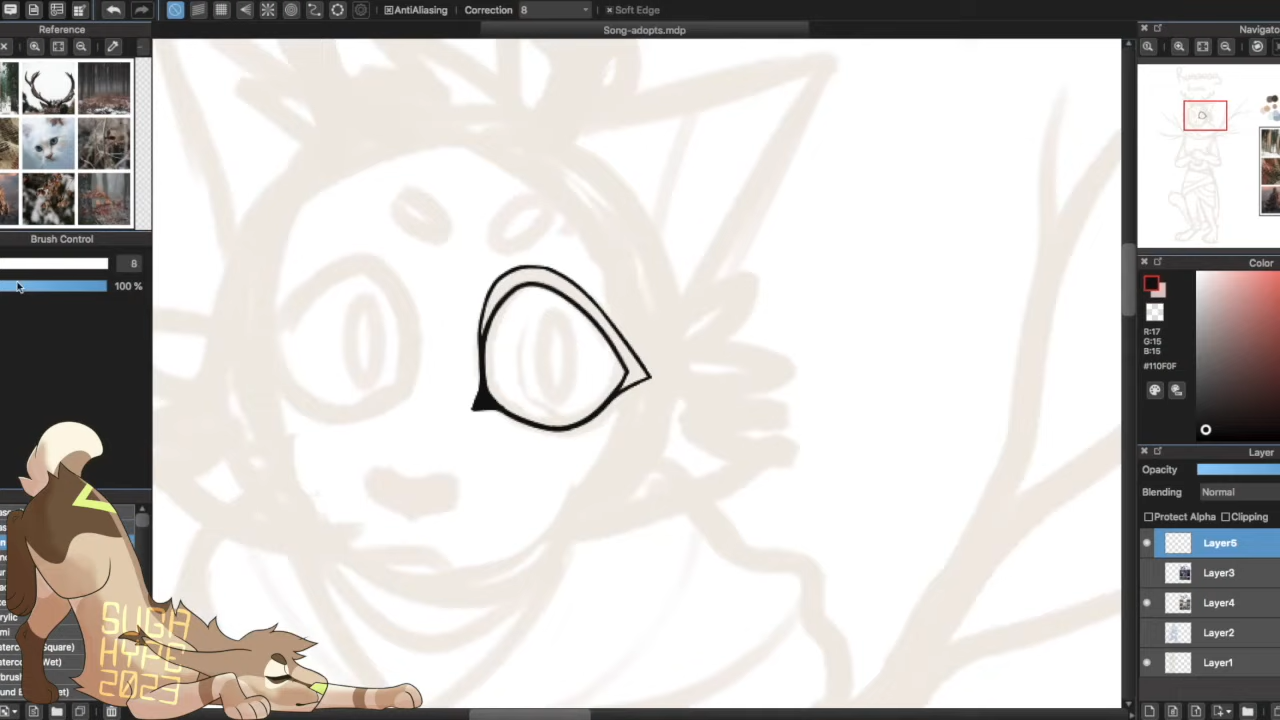 AntiAliasing Correction 8 Soft Edge
Song-adopts.mdp
Reference
Brush Control
8
100 %
Navigato
Color
R:17
G:15
B:15
#110F0F
Layer
Opacity
Blending Normal
Protect Alpha Clipping
Layer5
Layer3
Layer4
Layer2
Layer1
SUGA
HYPE
2023